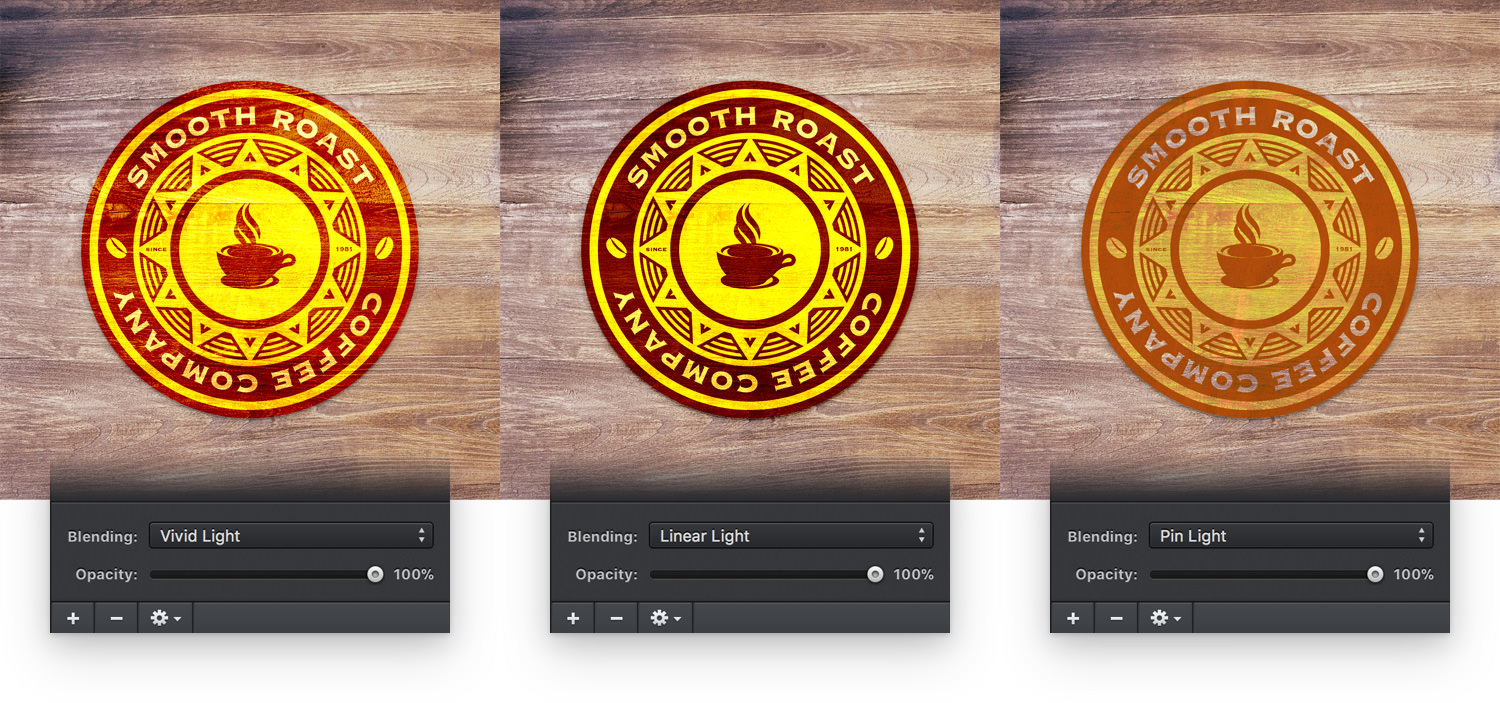 SMOOTH ROAST
SINCE 1981
COFFEE COMPANY
Blending: Vivid Light
Opacity: 100%
SMOOTH ROAST
SINCE 1981
COFFEE COMPANY
Blending: Linear Light
Opacity: 100%
SMOOTH ROAST
SINCE 1981
COFFEE COMPANY
Blending: Pin Light
Opacity: 100%